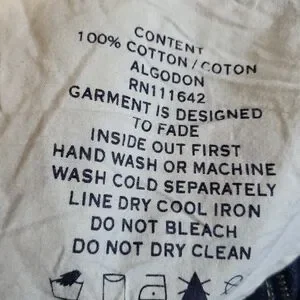 CONTENT
100% COTTON / COTON
ALGODON
RN111642
GARMENT IS DESIGNED
TO FADE
INSIDE OUT FIRST
HAND WASH OR MACHINE
WASH COLD SEPARATELY
LINE DRY COOL IRON
DO NOT BLEACH
DO NOT DRY CLEAN